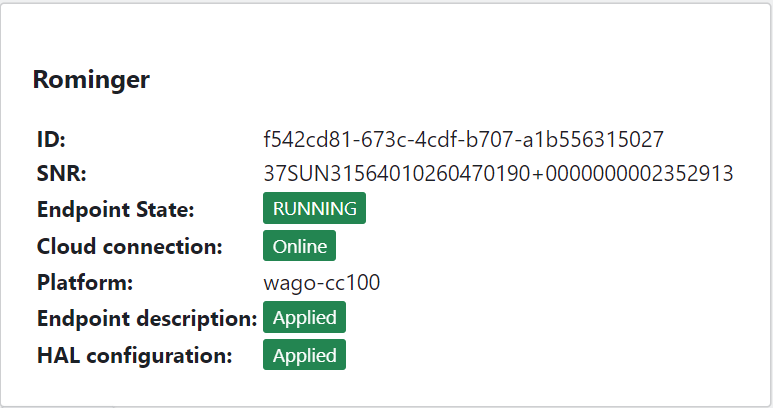 Rominger
ID: f542cd81-673c-4cdf-b707-a1b556315027
SNR: 37SUN31564010260470190+0000000002352913
Endpoint State: RUNNING
Cloud connection: Online
Platform: wago-cc100
Endpoint description: Applied
HAL configuration: Applied